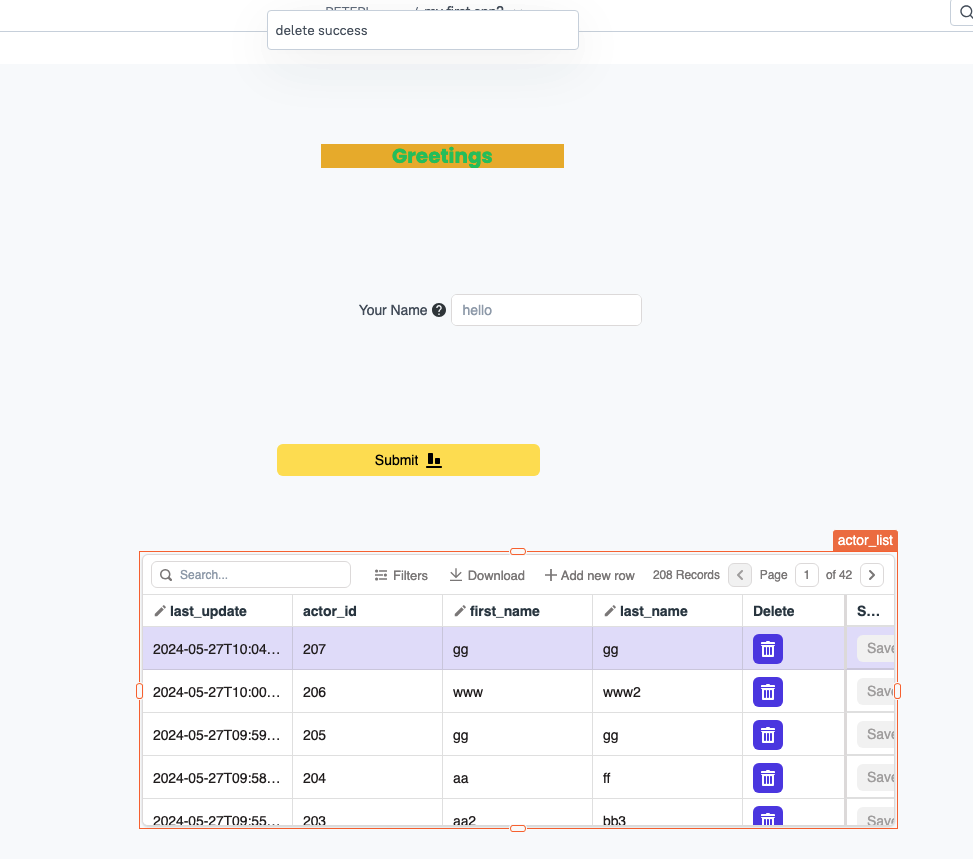 delete success
Greetings
Your Name
hello
Submit
actor_list
Search... Filters Download Add new row 208 Records Page 1 of 42
last_update actor_id first_name last_name Delete S...
2024-05-27T10:04... 207 gg gg Save
2024-05-27T10:00... 206 www www2 Save
2024-05-27T09:59... 205 gg gg Save
2024-05-27T09:58... 204 aa ff Save
2024-05-27T09:55... 203 aa2 bb3 Save